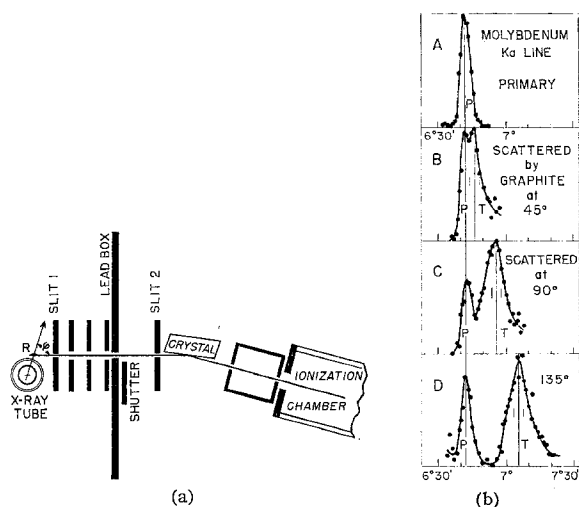 SLIT 1
LEAD BOX
SLIT 2
R
φ
X-RAY
TUBE
SHUTTER
CRYSTAL
IONIZATION
CHAMBER
(a)
A
MOLYBDENUM
Kα LINE
PRIMARY
P
6°30'
7°
B
SCATTERED
by
GRAPHITE
at
45°
P
T
C
SCATTERED
at
90°
P
T
D
135°
P
T
6°30'
7°
7°30'
(b)